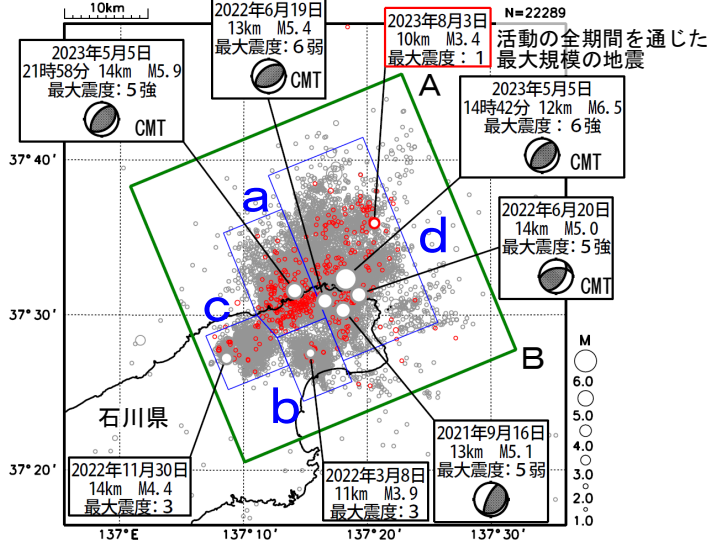 10km
N=22289
2022年6月19日
13km M5.4
最大震度：6弱
CMT
2023年8月3日
10km M3.4
最大震度：1
活動の全期間を通じた
最大規模の地震
2023年5月5日
21時58分 14km M5.9
最大震度：5強
CMT
A
2023年5月5日
14時42分 12km M6.5
最大震度：6強
CMT
37°40'
a
d
2022年6月20日
14km M5.0
最大震度：5強
CMT
c
37°30'
B
M
6.0
5.0
4.0
3.0
2.0
1.0
b
石川県
2021年9月16日
13km M5.1
最大震度：5弱
2022年11月30日
14km M4.4
最大震度：3
2022年3月8日
11km M3.9
最大震度：3
37°20'
137°E
137°10'
137°20'
137°30'